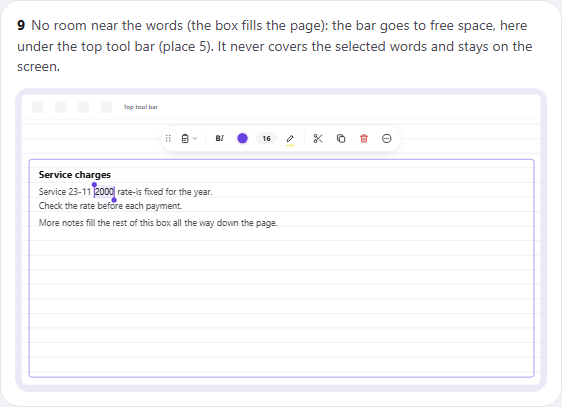 9 No room near the words (the box fills the page): the bar goes to free space, here
under the top tool bar (place 5). It never covers the selected words and stays on the
screen.
Top tool bar
BI 16
Service charges
Service 23-11 2000 rate-is fixed for the year.
Check the rate before each payment.
More notes fill the rest of this box all the way down the page.